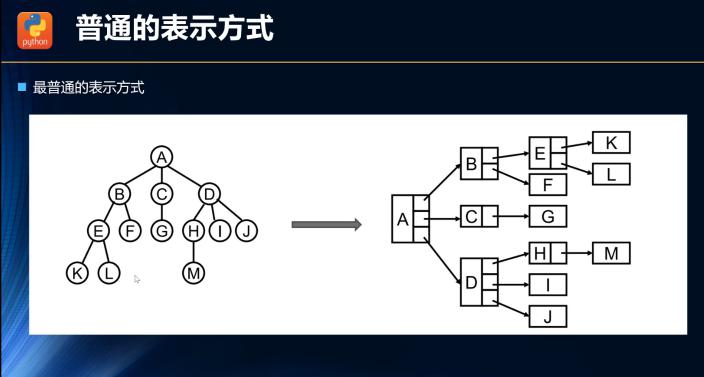 python
普通的表示方式
最普通的表示方式
A
B C D
E F G H I J
K L M
K
E
B L
F
A C G
H M
D I
J